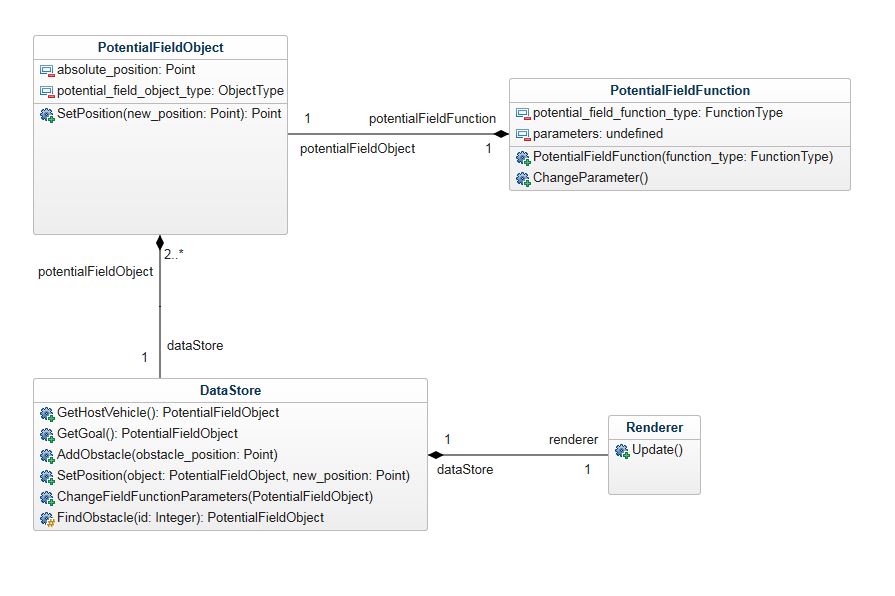 PotentialFieldObject
absolute_position: Point
potential_field_object_type: ObjectType
SetPosition(new_position: Point): Point
1
potentialFieldFunction
potentialFieldObject
1
PotentialFieldFunction
potential_field_function_type: FunctionType
parameters: undefined
PotentialFieldFunction(function_type: FunctionType)
ChangeParameter()
2..*
potentialFieldObject
dataStore
1
DataStore
GetHostVehicle(): PotentialFieldObject
GetGoal(): PotentialFieldObject
AddObstacle(obstacle_position: Point)
SetPosition(object: PotentialFieldObject, new_position: Point)
ChangeFieldFunctionParameters(PotentialFieldObject)
FindObstacle(id: Integer): PotentialFieldObject
1
renderer
dataStore
1
Renderer
Update()